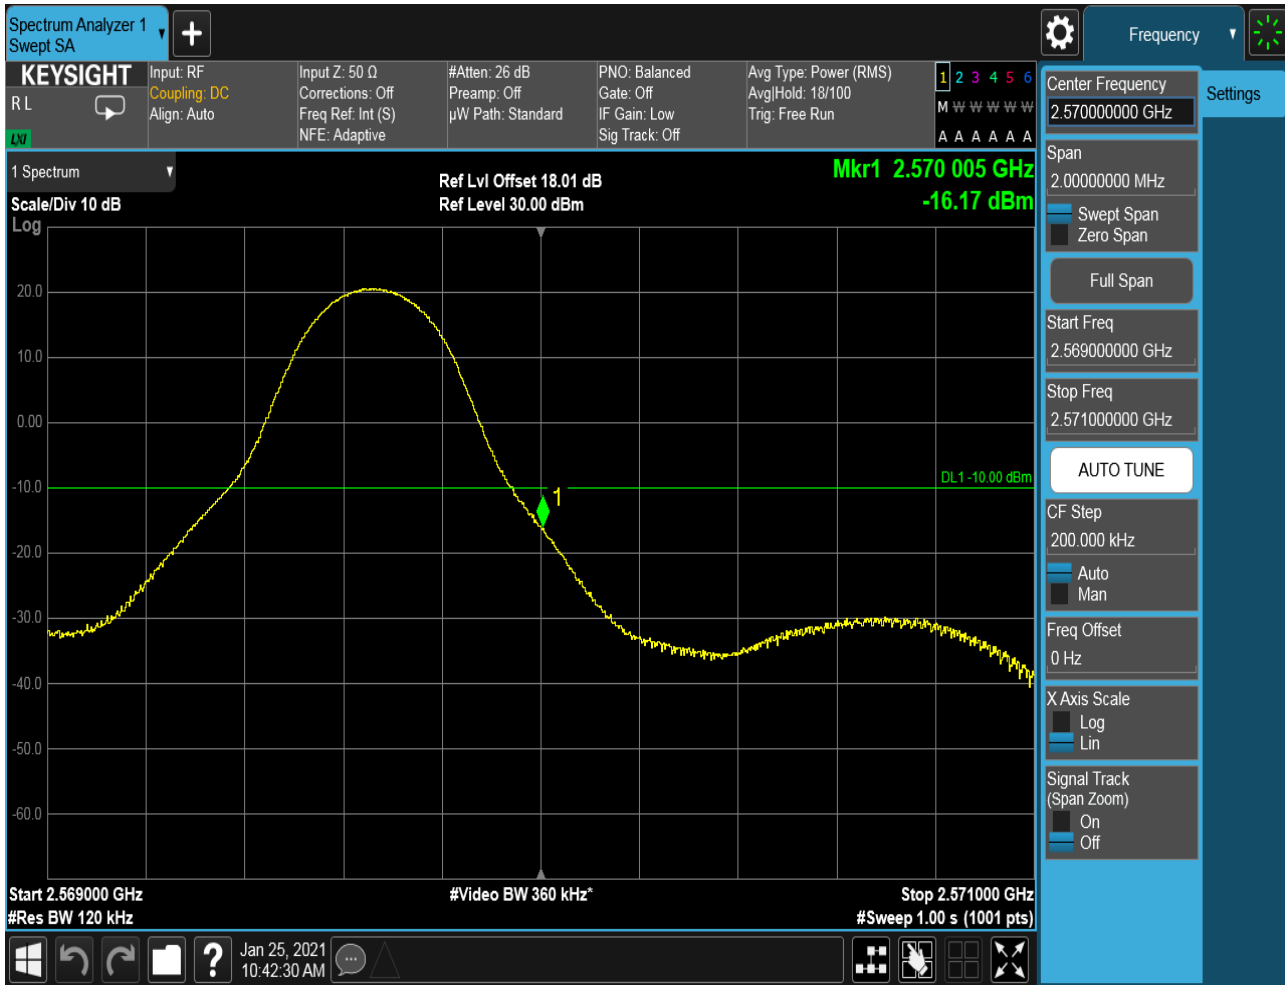 Spectrum Analyzer 1
Swept SA
+
Frequency
KEYSIGHT
R L
LXI
Input: RF
Coupling: DC
Align: Auto
Input Z: 50 Ω
Corrections: Off
Freq Ref: Int (S)
NFE: Adaptive
#Atten: 26 dB
Preamp: Off
µW Path: Standard
PNO: Balanced
Gate: Off
IF Gain: Low
Sig Track: Off
Avg Type: Power (RMS)
Avg|Hold: 18/100
Trig: Free Run
1 2 3 4 5 6
M W W W W W
A A A A A A
1 Spectrum
Scale/Div 10 dB
Log
Ref Lvl Offset 18.01 dB
Ref Level 30.00 dBm
Mkr1 2.570 005 GHz
-16.17 dBm
20.0
10.0
0.00
-10.0
-20.0
-30.0
-40.0
-50.0
-60.0
DL1 -10.00 dBm
1
Start 2.569000 GHz
#Res BW 120 kHz
#Video BW 360 kHz*
Stop 2.571000 GHz
#Sweep 1.00 s (1001 pts)
Center Frequency
2.570000000 GHz
Span
2.00000000 MHz
Swept Span
Zero Span
Full Span
Start Freq
2.569000000 GHz
Stop Freq
2.571000000 GHz
AUTO TUNE
CF Step
200.000 kHz
Auto
Man
Freq Offset
0 Hz
X Axis Scale
Log
Lin
Signal Track
(Span Zoom)
On
Off
Settings
?
Jan 25, 2021
10:42:30 AM